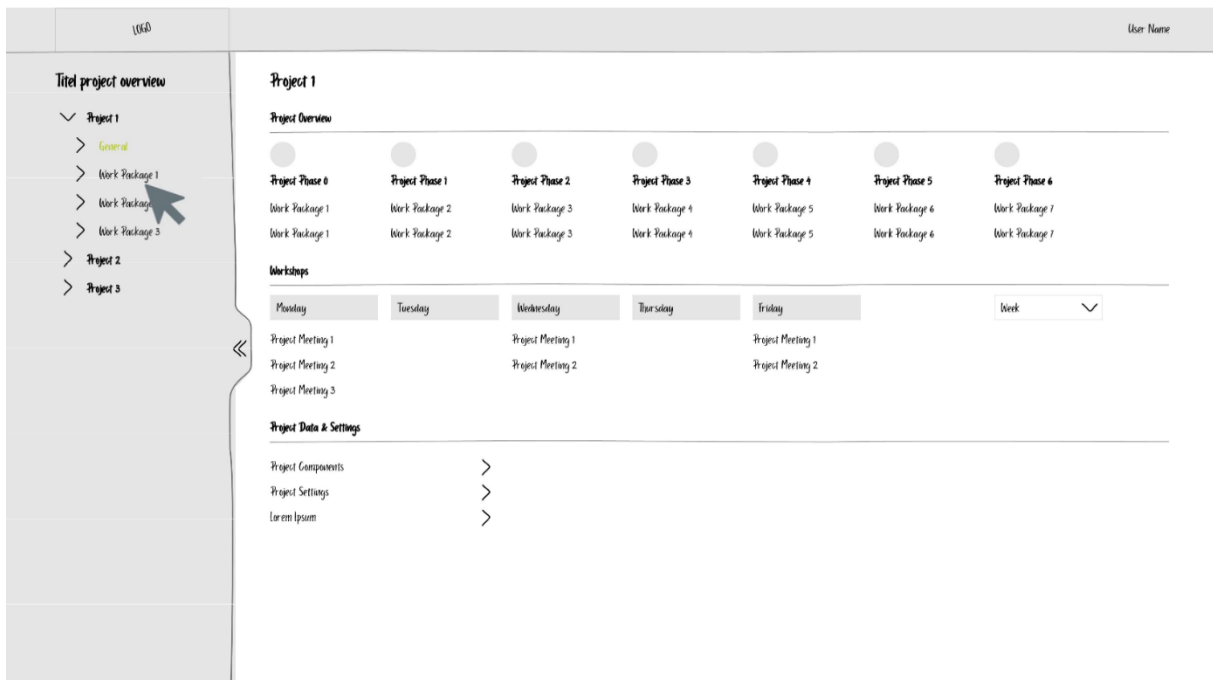 LOGO
User Name
Titel project overview
Project 1
General
Work Package 1
Work Package
Work Package 3
Project 2
Project 3
Project 1
Project Overview
Project Phase 0 Project Phase 1 Project Phase 2 Project Phase 3 Project Phase 4 Project Phase 5 Project Phase 6
Work Package 1 Work Package 2 Work Package 3 Work Package 4 Work Package 5 Work Package 6 Work Package 7
Work Package 1 Work Package 2 Work Package 3 Work Package 4 Work Package 5 Work Package 6 Work Package 7
Workshops
Monday Tuesday Wednesday Thursday Friday Week
Project Meeting 1 Project Meeting 1 Project Meeting 1
Project Meeting 2 Project Meeting 2 Project Meeting 2
Project Meeting 3
Project Data & Settings
Project Components
Project Settings
Lorem Ipsum